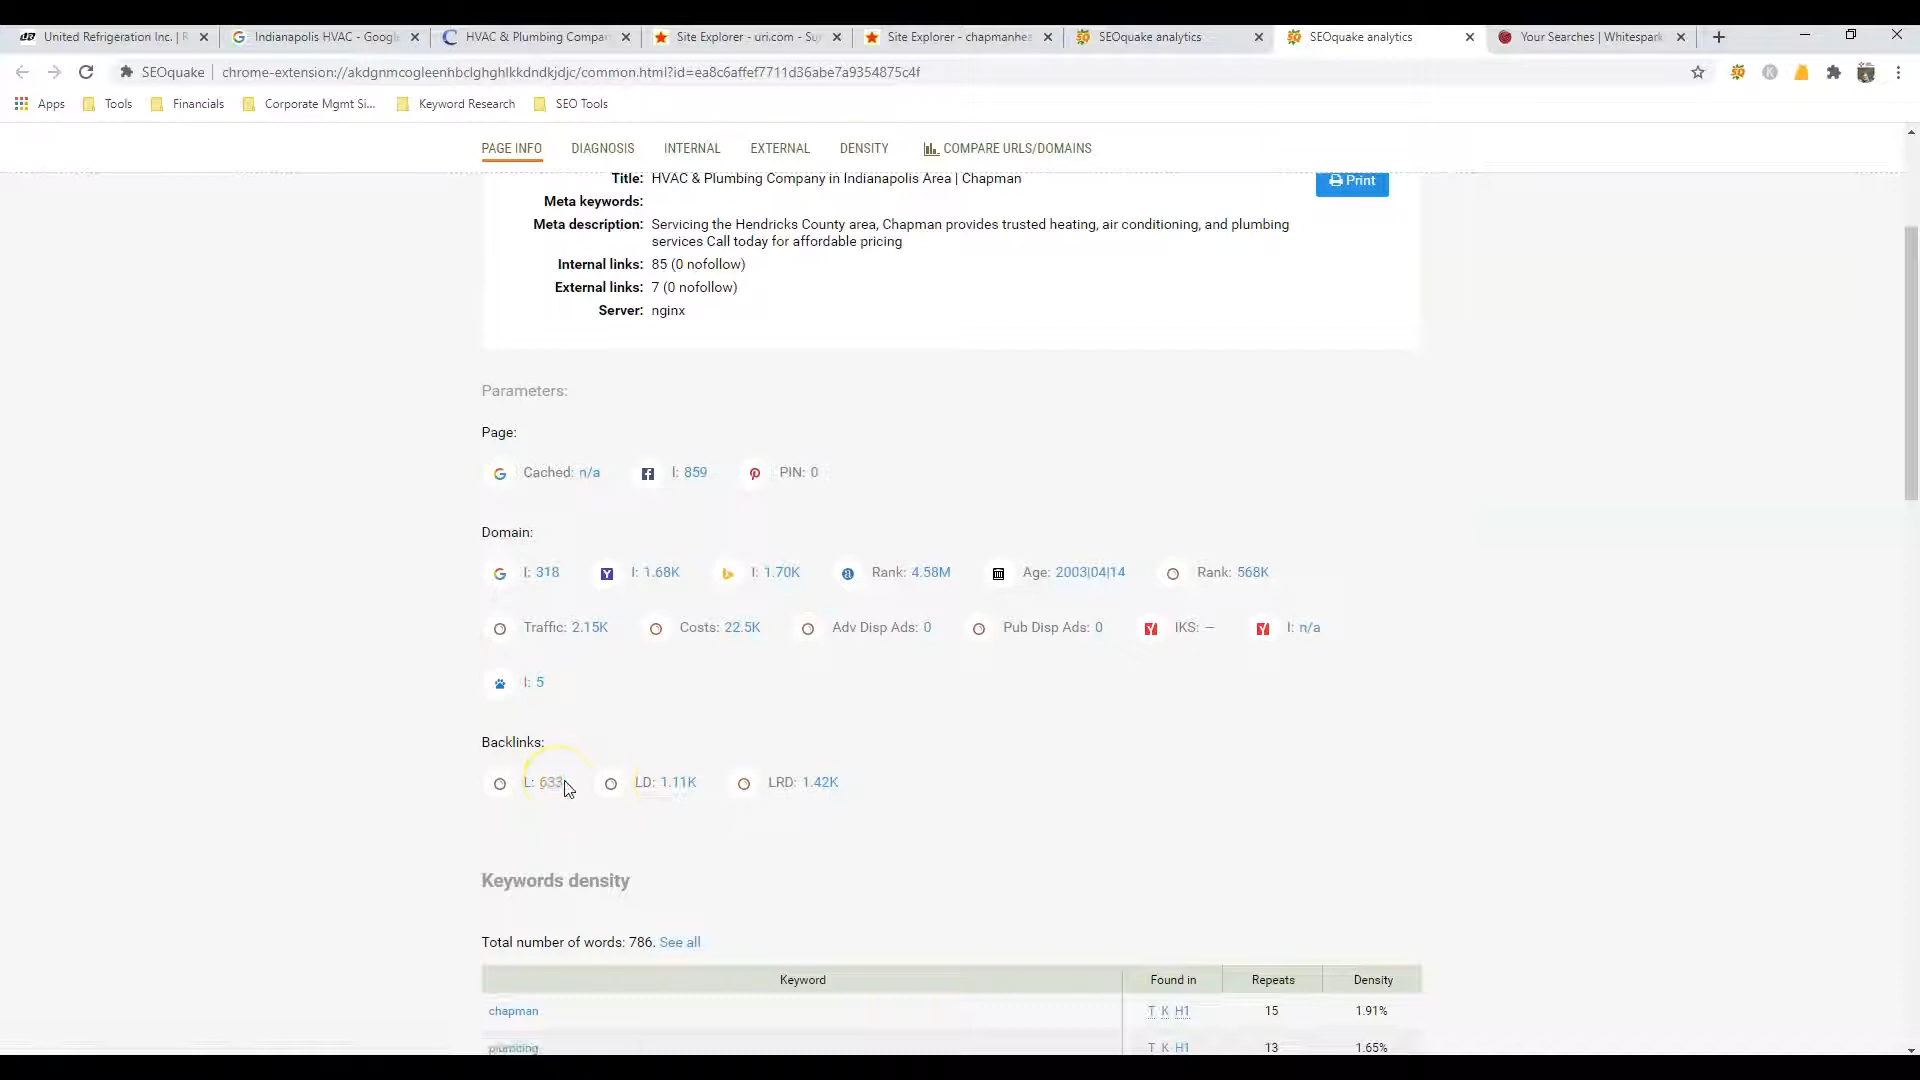 United Refrigeration Inc. | R
Indianapolis HVAC - Google
HVAC & Plumbing Compan
Site Explorer - uri.com - Su
Site Explorer - chapmanhea
SEOquake analytics
SEOquake analytics
Your Searches | Whitespark
SEOquake
chrome-extension://akdgnmcogleenhbclghghlkkdndkjdjc/common.html?id=ea8c6affef7711d36abe7a9354875c4f
Apps
Tools
Financials
Corporate Mgmt Si...
Keyword Research
SEO Tools
PAGE INFO
DIAGNOSIS
INTERNAL
EXTERNAL
DENSITY
COMPARE URLS/DOMAINS
Title: HVAC & Plumbing Company in Indianapolis Area | Chapman
Print
Meta keywords:
Meta description: Servicing the Hendricks County area, Chapman provides trusted heating, air conditioning, and plumbing
services Call today for affordable pricing
Internal links: 85 (0 nofollow)
External links: 7 (0 nofollow)
Server: nginx
Parameters:
Page:
Cached: n/a
l: 859
PIN: 0
Domain:
I: 318
I: 1.68K
I: 1.70K
Rank: 4.58M
Age: 2003|04|14
Rank: 568K
Traffic: 2.15K
Costs: 22.5K
Adv Disp Ads: 0
Pub Disp Ads: 0
IKS: —
I: n/a
I: 5
Backlinks:
L: 633
LD: 1.11K
LRD: 1.42K
Keywords density
Total number of words: 786. See all
Keyword Found in Repeats Density
chapman T K H1 15 1.91%
plumbing T K H1 13 1.65%